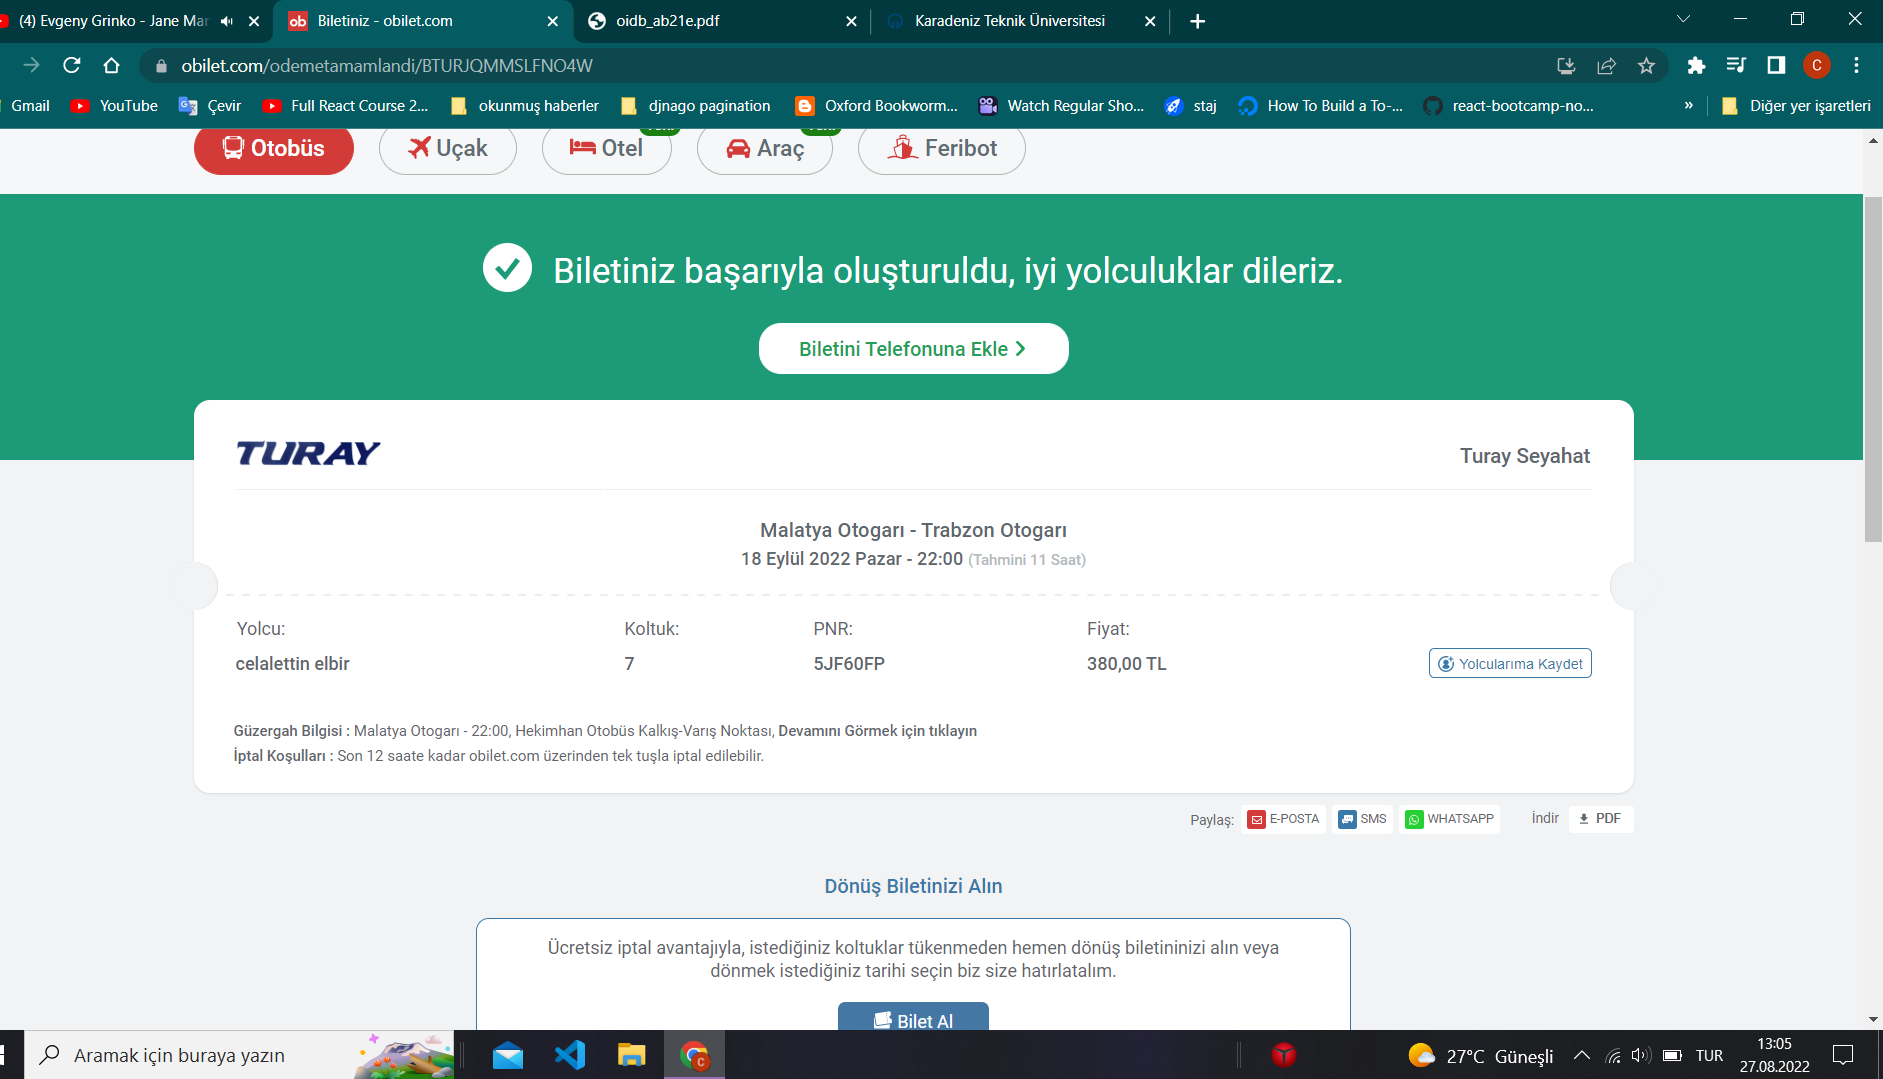 (4) Evgeny Grinko - Jane Mar
Biletiniz - obilet.com
oidb_ab21e.pdf
Karadeniz Teknik Üniversitesi
obilet.com/odemetamamlandi/BTURJQMMSLFNO4W
C
Gmail
YouTube
Çevir
Full React Course 2...
okunmuş haberler
djnago pagination
Oxford Bookworm...
Watch Regular Sho...
staj
How To Build a To-...
react-bootcamp-no...
»
Diğer yer işaretleri
Otobüs
Uçak
Otel
Araç
Feribot
Biletiniz başarıyla oluşturuldu, iyi yolculuklar dileriz.
Biletini Telefonuna Ekle
TURAY
Turay Seyahat
Malatya Otogarı - Trabzon Otogarı
18 Eylül 2022 Pazar - 22:00 (Tahmini 11 Saat)
Yolcu:
Koltuk:
PNR:
Fiyat:
celalettin elbir
7
5JF60FP
380,00 TL
Yolcularıma Kaydet
Güzergah Bilgisi : Malatya Otogarı - 22:00, Hekimhan Otobüs Kalkış-Varış Noktası, Devamını Görmek için tıklayın
İptal Koşulları : Son 12 saate kadar obilet.com üzerinden tek tuşla iptal edilebilir.
Paylaş:
E-POSTA
SMS
WHATSAPP
İndir
PDF
Dönüş Biletinizi Alın
Ücretsiz iptal avantajıyla, istediğiniz koltuklar tükenmeden hemen dönüş biletininizi alın veya
dönmek istediğiniz tarihi seçin biz size hatırlatalım.
Bilet Al
Aramak için buraya yazın
27°C Güneşli
TUR
13:05
27.08.2022